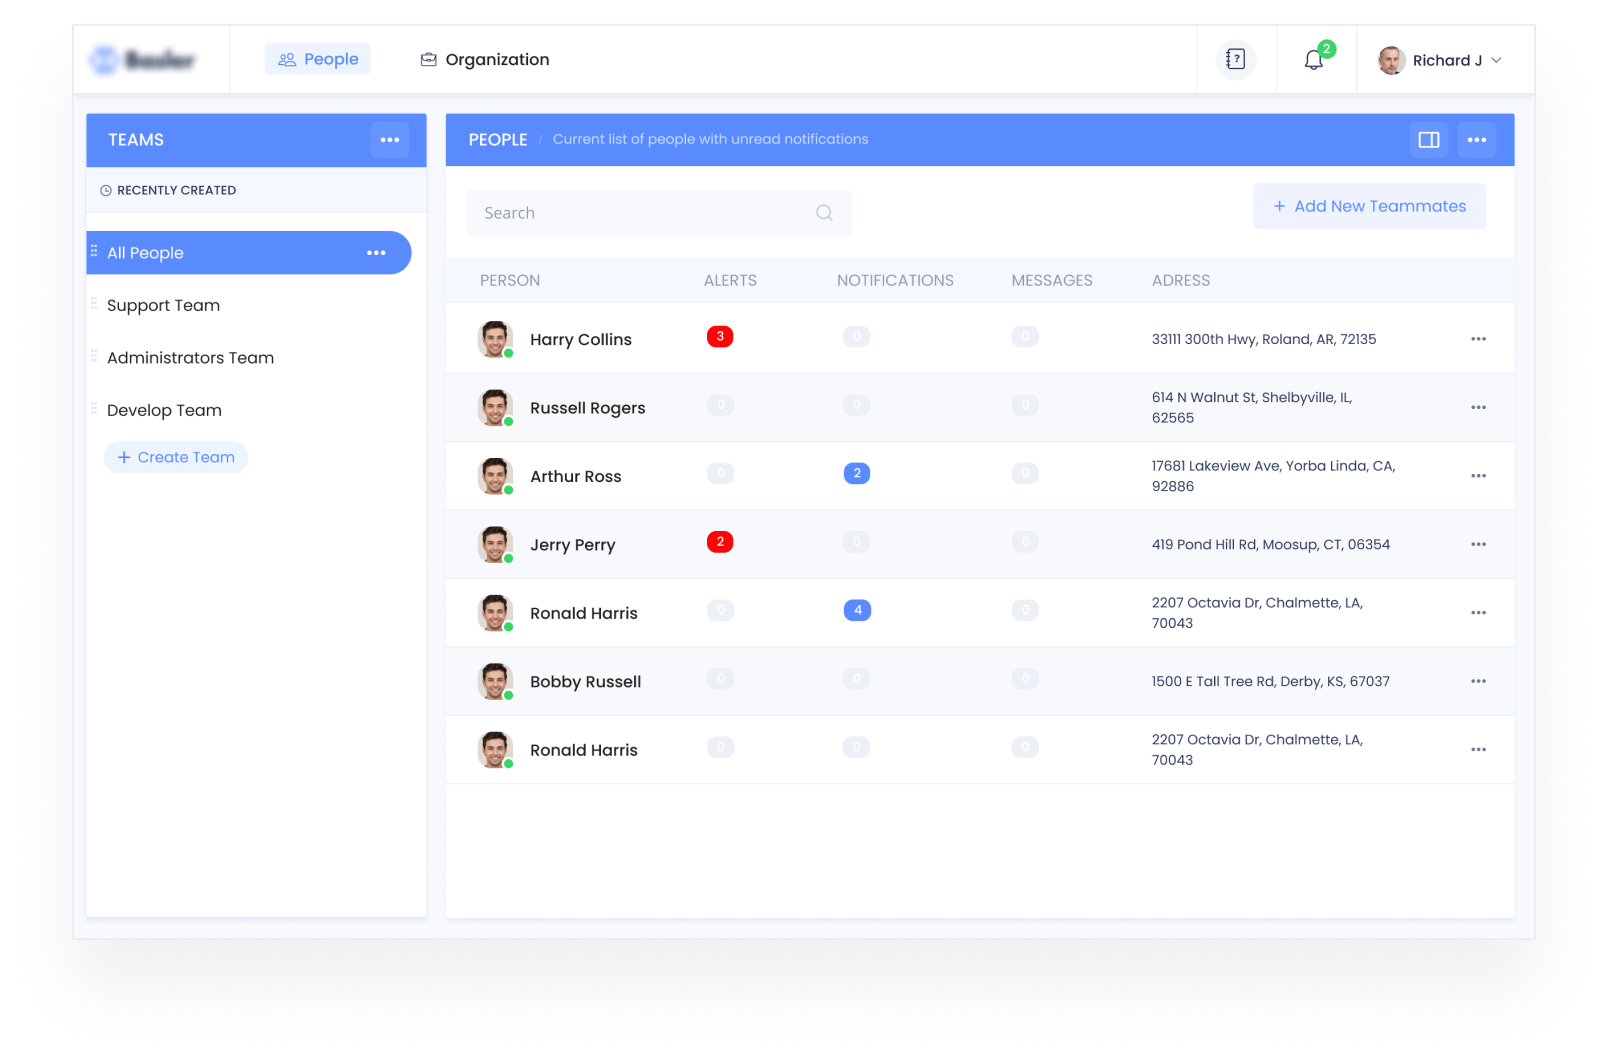 Basler
People
Organization
2
Richard J
TEAMS
RECENTLY CREATED
All People
Support Team
Administrators Team
Develop Team
+ Create Team
PEOPLE / Current list of people with unread notifications
Search
+ Add New Teammates
PERSON ALERTS NOTIFICATIONS MESSAGES ADRESS
Harry Collins 3 0 0 33111 300th Hwy, Roland, AR, 72135
Russell Rogers 0 0 0 614 N Walnut St, Shelbyville, IL,
62565
Arthur Ross 0 2 0 17681 Lakeview Ave, Yorba Linda, CA,
92886
Jerry Perry 2 0 0 419 Pond Hill Rd, Moosup, CT, 06354
Ronald Harris 0 4 0 2207 Octavia Dr, Chalmette, LA,
70043
Bobby Russell 0 0 0 1500 E Tall Tree Rd, Derby, KS, 67037
Ronald Harris 0 0 0 2207 Octavia Dr, Chalmette, LA,
70043